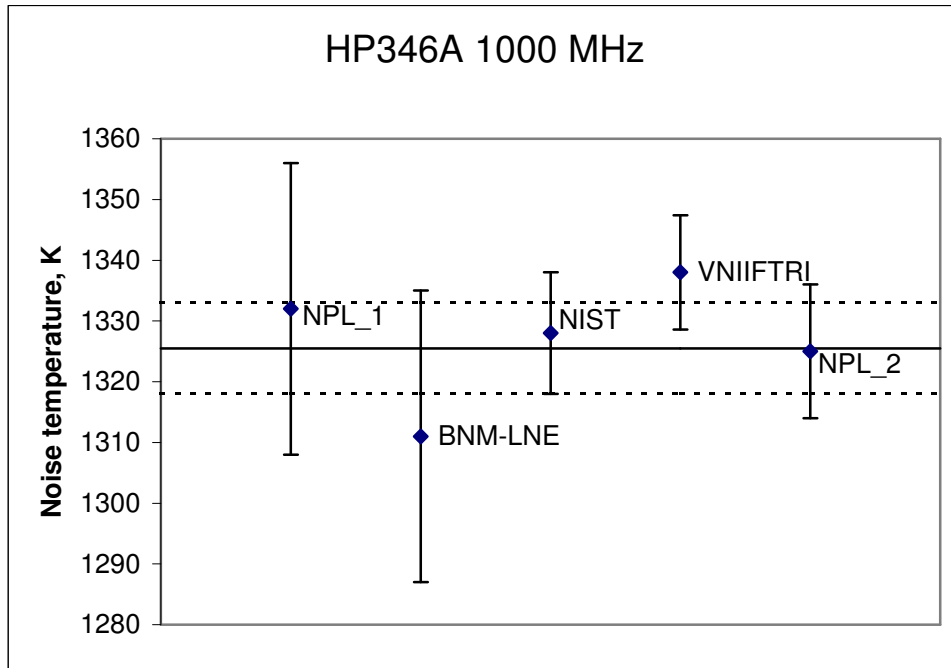 HP346A 1000 MHz
Noise temperature, K
1360
1350
1340
1330
1320
1310
1300
1290
1280
NPL_1
BNM-LNE
NIST
VNIIFTRI
NPL_2